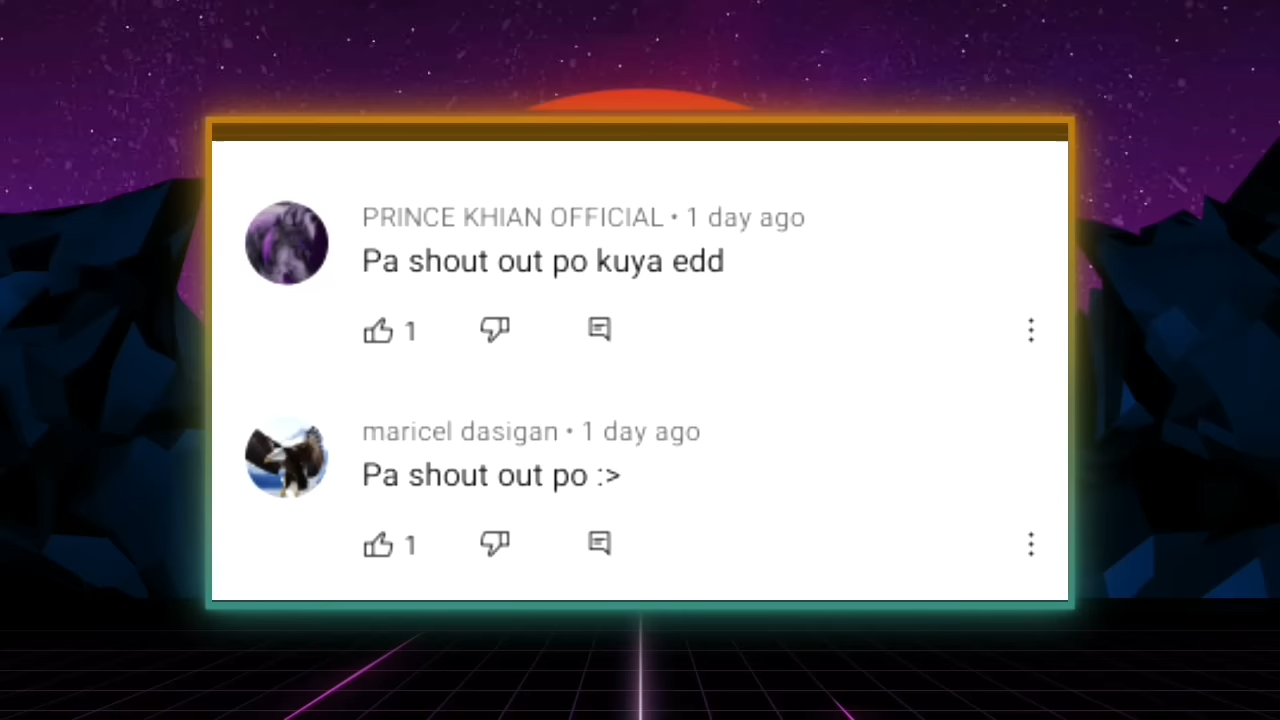 PRINCE KHIAN OFFICIAL • 1 day ago
Pa shout out po kuya edd
1
maricel dasigan • 1 day ago
Pa shout out po :>
1